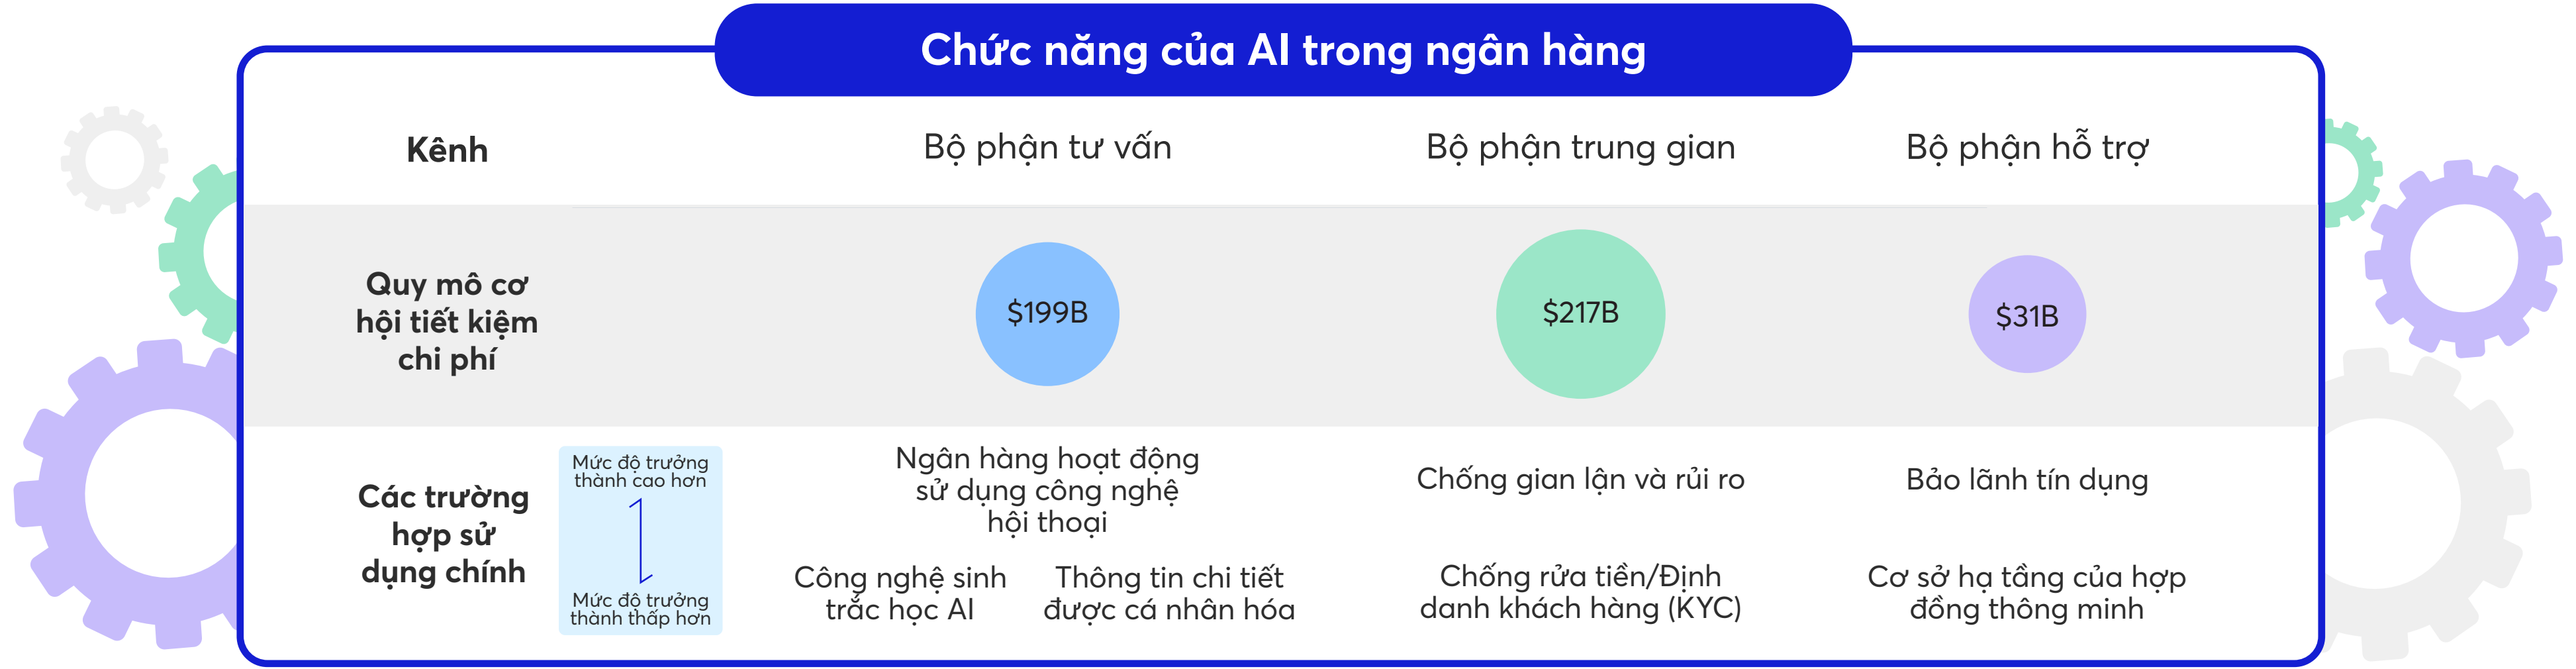 Chức năng của AI trong ngân hàng
Kênh
Bộ phận tư vấn
Bộ phận trung gian
Bộ phận hỗ trợ
Quy mô cơ
hội tiết kiệm
chi phí
$199B
$217B
$31B
Các trường
hợp sử
dụng chính
Mức độ trưởng
thành cao hơn
Mức độ trưởng
thành thấp hơn
Ngân hàng hoạt động
sử dụng công nghệ
hội thoại
Công nghệ sinh
trắc học AI
Thông tin chi tiết
được cá nhân hóa
Chống gian lận và rủi ro
Chống rửa tiền/Định
danh khách hàng (KYC)
Bảo lãnh tín dụng
Cơ sở hạ tầng của hợp
đồng thông minh